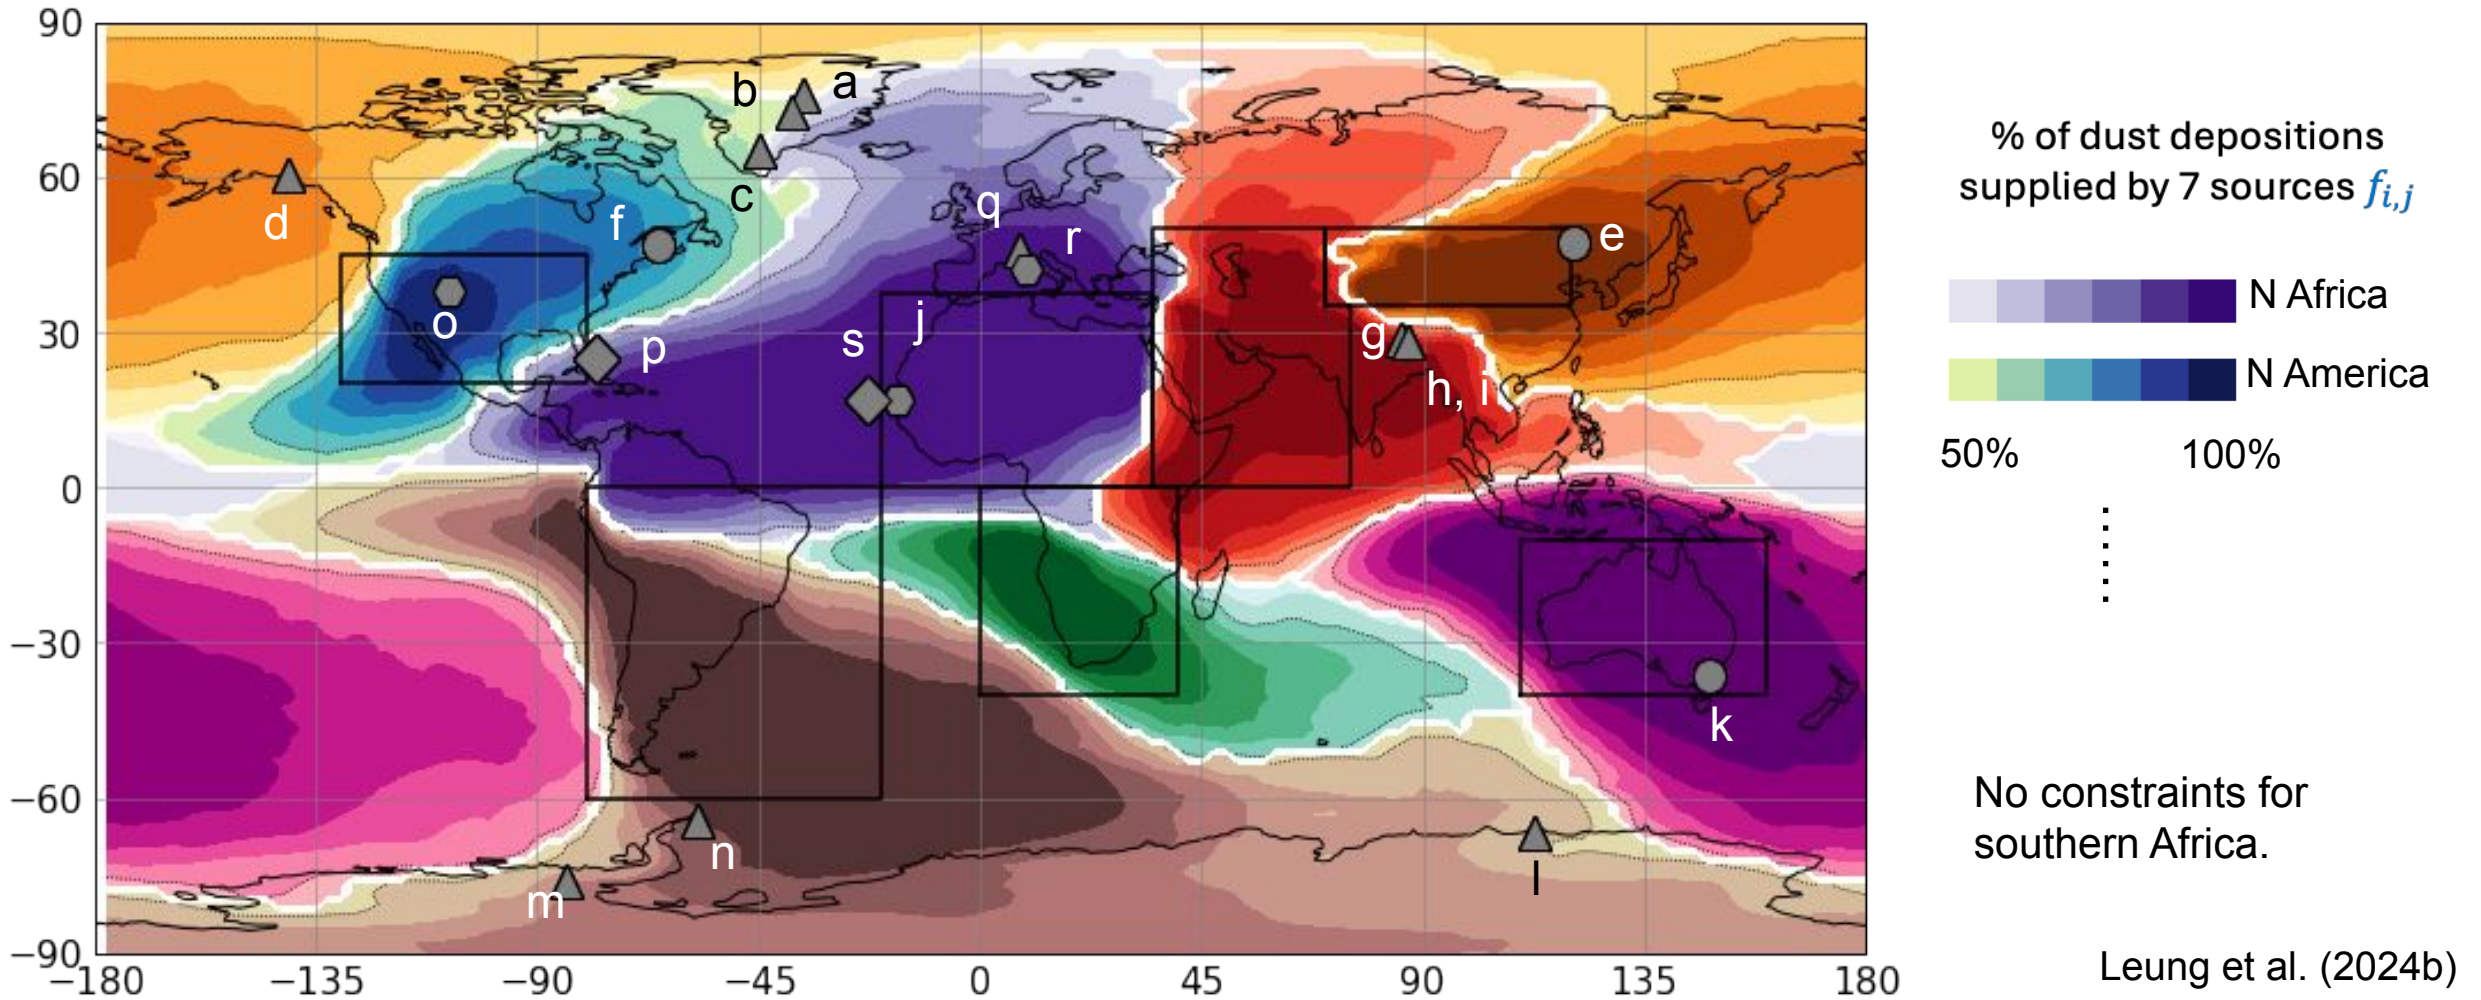 90
60
30
0
−30
−60
−90
−180
−135
−90
−45
0
45
90
135
180
a
b
c
d
e
f
g
h, i
j
k
l
m
n
o
p
q
r
s
% of dust depositions
supplied by 7 sources fi,j
N Africa
N America
50% 100%
No constraints for
southern Africa.
Leung et al. (2024b)